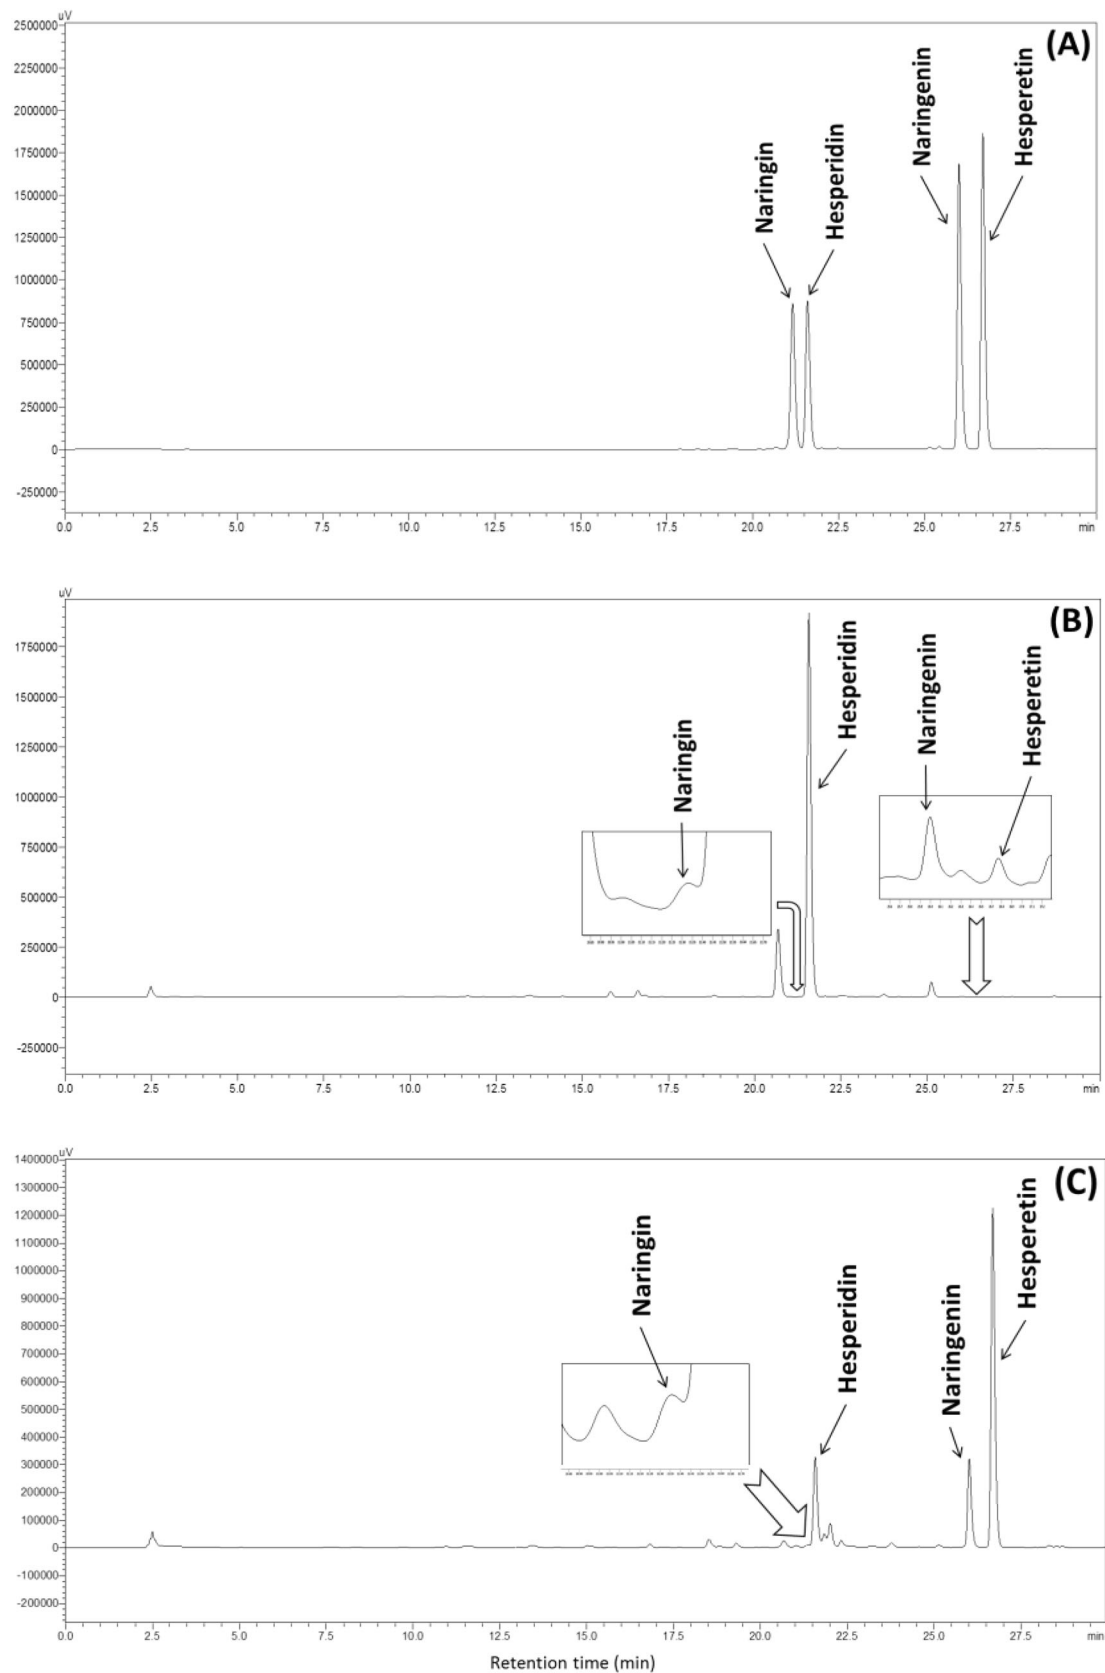 uV
(A)
2500000
2250000
2000000
1750000
1500000
1250000
1000000
750000
500000
250000
0
-250000
Naringin
Hesperidin
Naringenin
Hesperetin
0.0 2.5 5.0 7.5 10.0 12.5 15.0 17.5 20.0 22.5 25.0 27.5 min
uV
(B)
1750000
1500000
1250000
1000000
750000
500000
250000
0
-250000
Naringin
Hesperidin
Naringenin
Hesperetin
0.0 2.5 5.0 7.5 10.0 12.5 15.0 17.5 20.0 22.5 25.0 27.5 min
uV
(C)
1400000
1300000
1200000
1100000
1000000
900000
800000
700000
600000
500000
400000
300000
200000
100000
0
-100000
-200000
Naringin
Hesperidin
Naringenin
Hesperetin
0.0 2.5 5.0 7.5 10.0 12.5 15.0 17.5 20.0 22.5 25.0 27.5 min
Retention time (min)